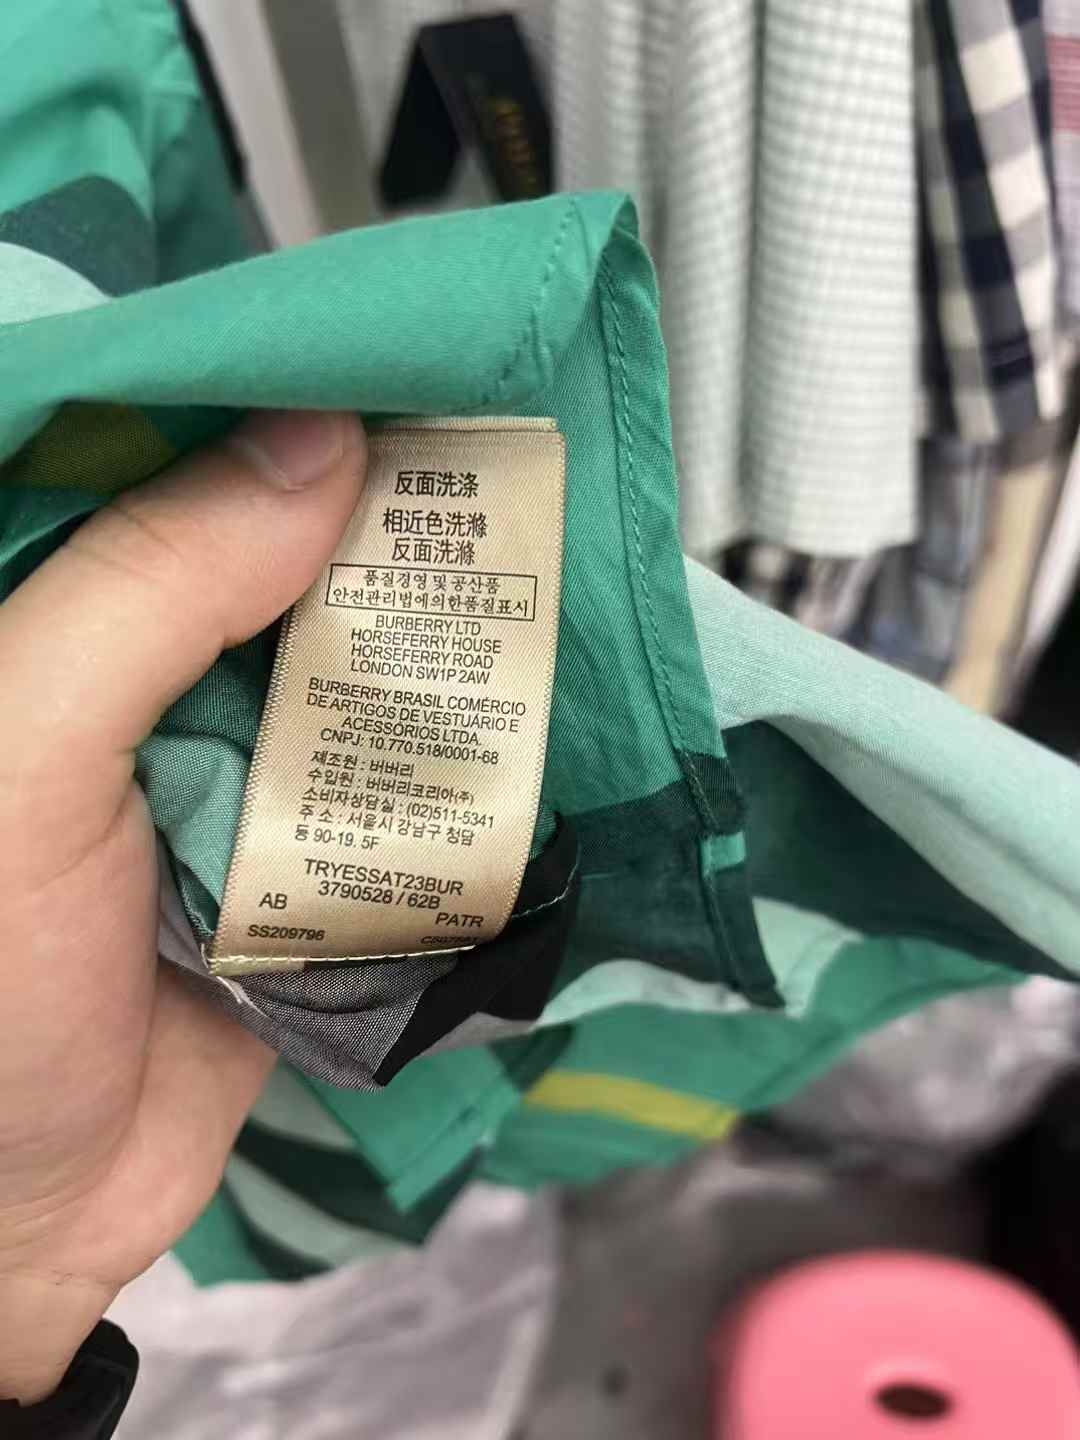 反面洗涤
相近色洗滌
反面洗滌
품질경영 및 공산품
안전관리법에의한품질표시
BURBERRY LTD
HORSEFERRY HOUSE
HORSEFERRY ROAD
LONDON SW1P 2AW
BURBERRY BRASIL COMÉRCIO
DE ARTIGOS DE VESTUÁRIO E
ACESSÓRIOS LTDA.
CNPJ: 10.770.518/0001-68
제조원 : 버버리
수입원 : 버버리코리아(주)
소비자상담실 : (02)511-5341
주 소 : 서울시 강남구 청담
동 90-19. 5F
TRYESSAT23BUR
3790528 / 62B
AB
PATR
SS209796